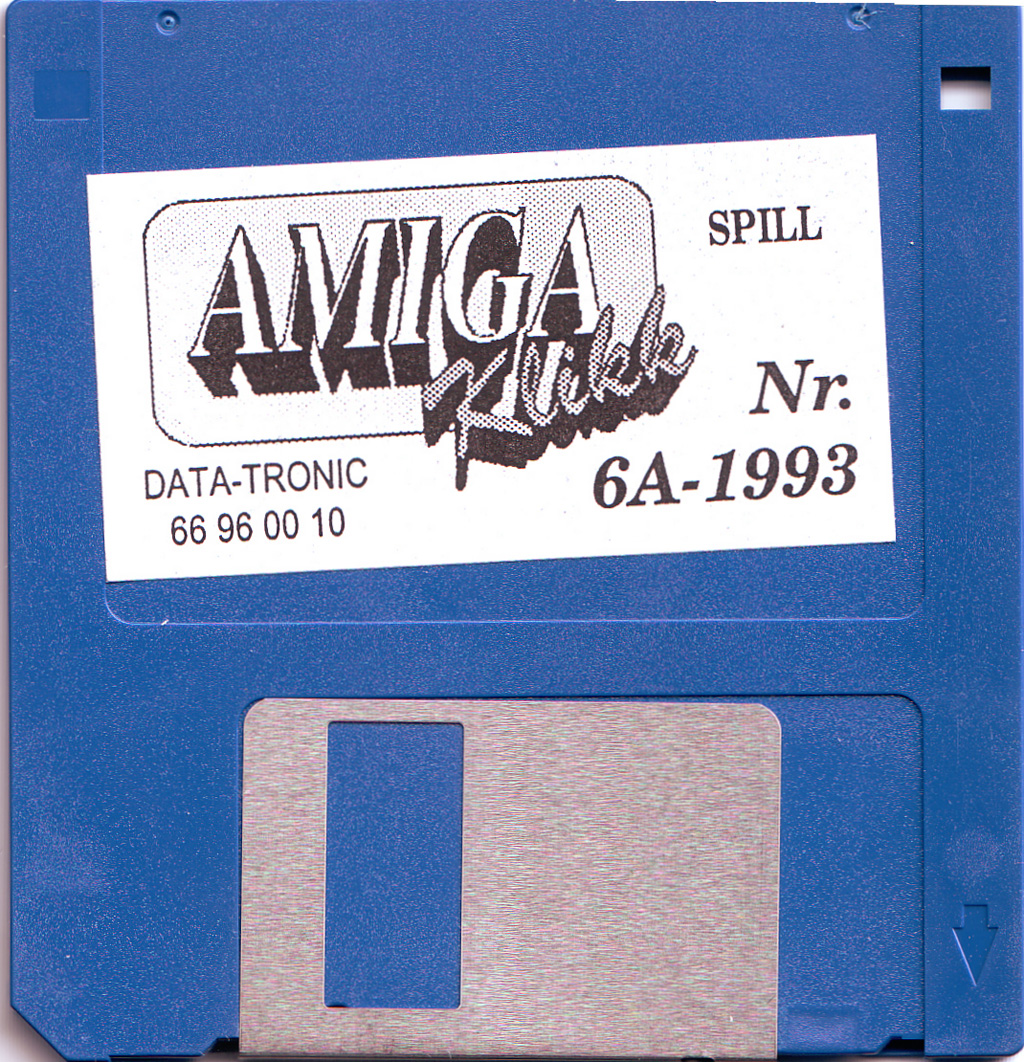 AMIGA
Klikk
SPILL
Nr.
6A-1993
DATA-TRONIC
66 96 00 10